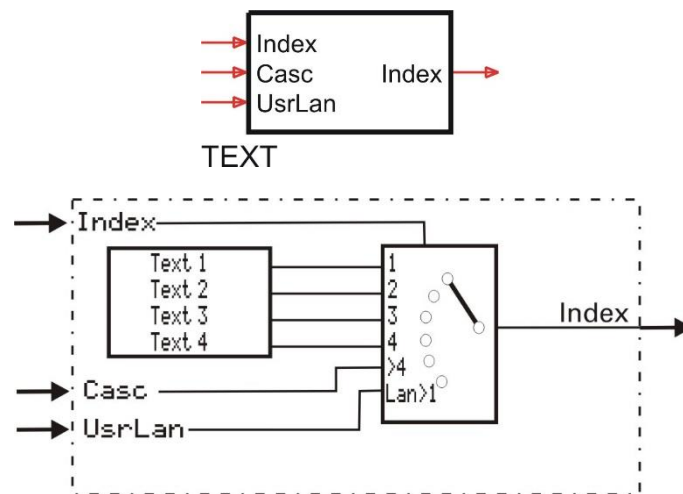 Index
Casc Index
UsrLan
TEXT
Index
Text 1 1
Text 2 2
Text 3 3
Text 4 4
Index
>4
Casc
Lan>1
UsrLan